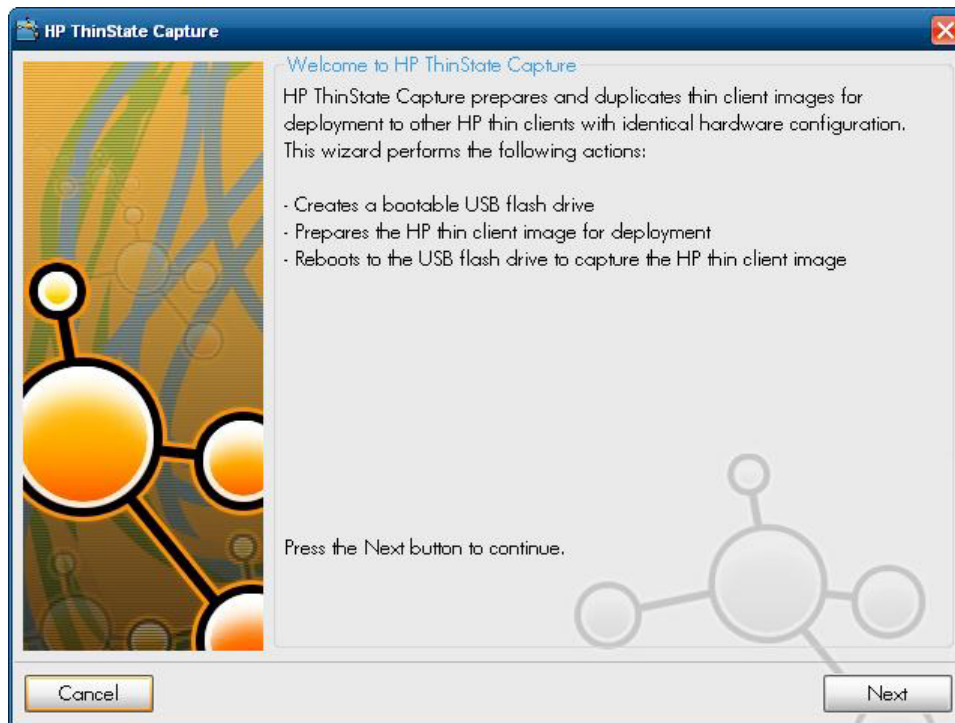 HP ThinState Capture
Welcome to HP ThinState Capture
HP ThinState Capture prepares and duplicates thin client images for
deployment to other HP thin clients with identical hardware configuration.
This wizard performs the following actions:
- Creates a bootable USB flash drive
- Prepares the HP thin client image for deployment
- Reboots to the USB flash drive to capture the HP thin client image
Press the Next button to continue.
Cancel
Next